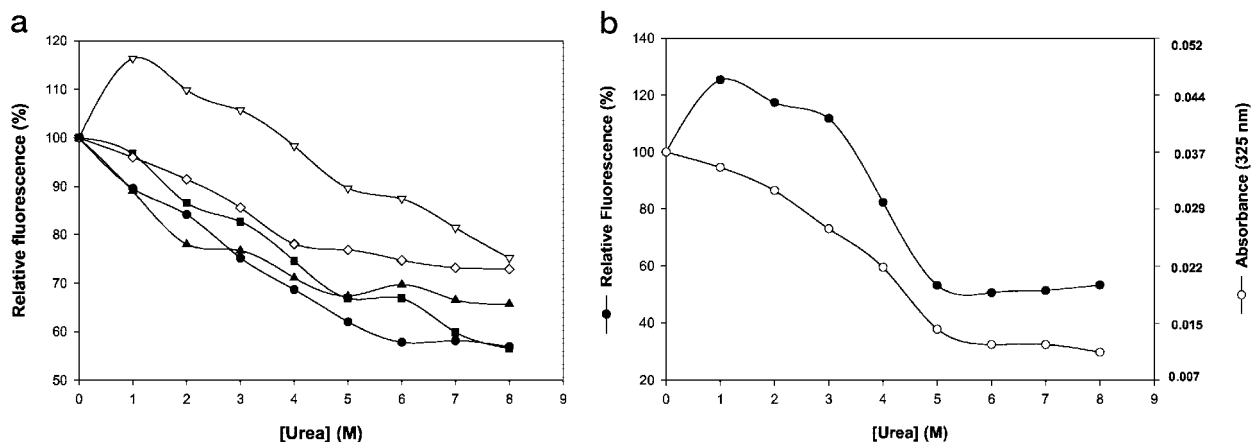 a
120
110
100
90
80
70
60
50
Relative fluorescence (%)
0 1 2 3 4 5 6 7 8 9
[Urea] (M)
b
140
120
100
80
60
40
20
Relative Fluorescence (%)
0 1 2 3 4 5 6 7 8 9
[Urea] (M)
0.052
0.044
0.037
0.029
0.022
0.015
0.007
Absorbance (325 nm)